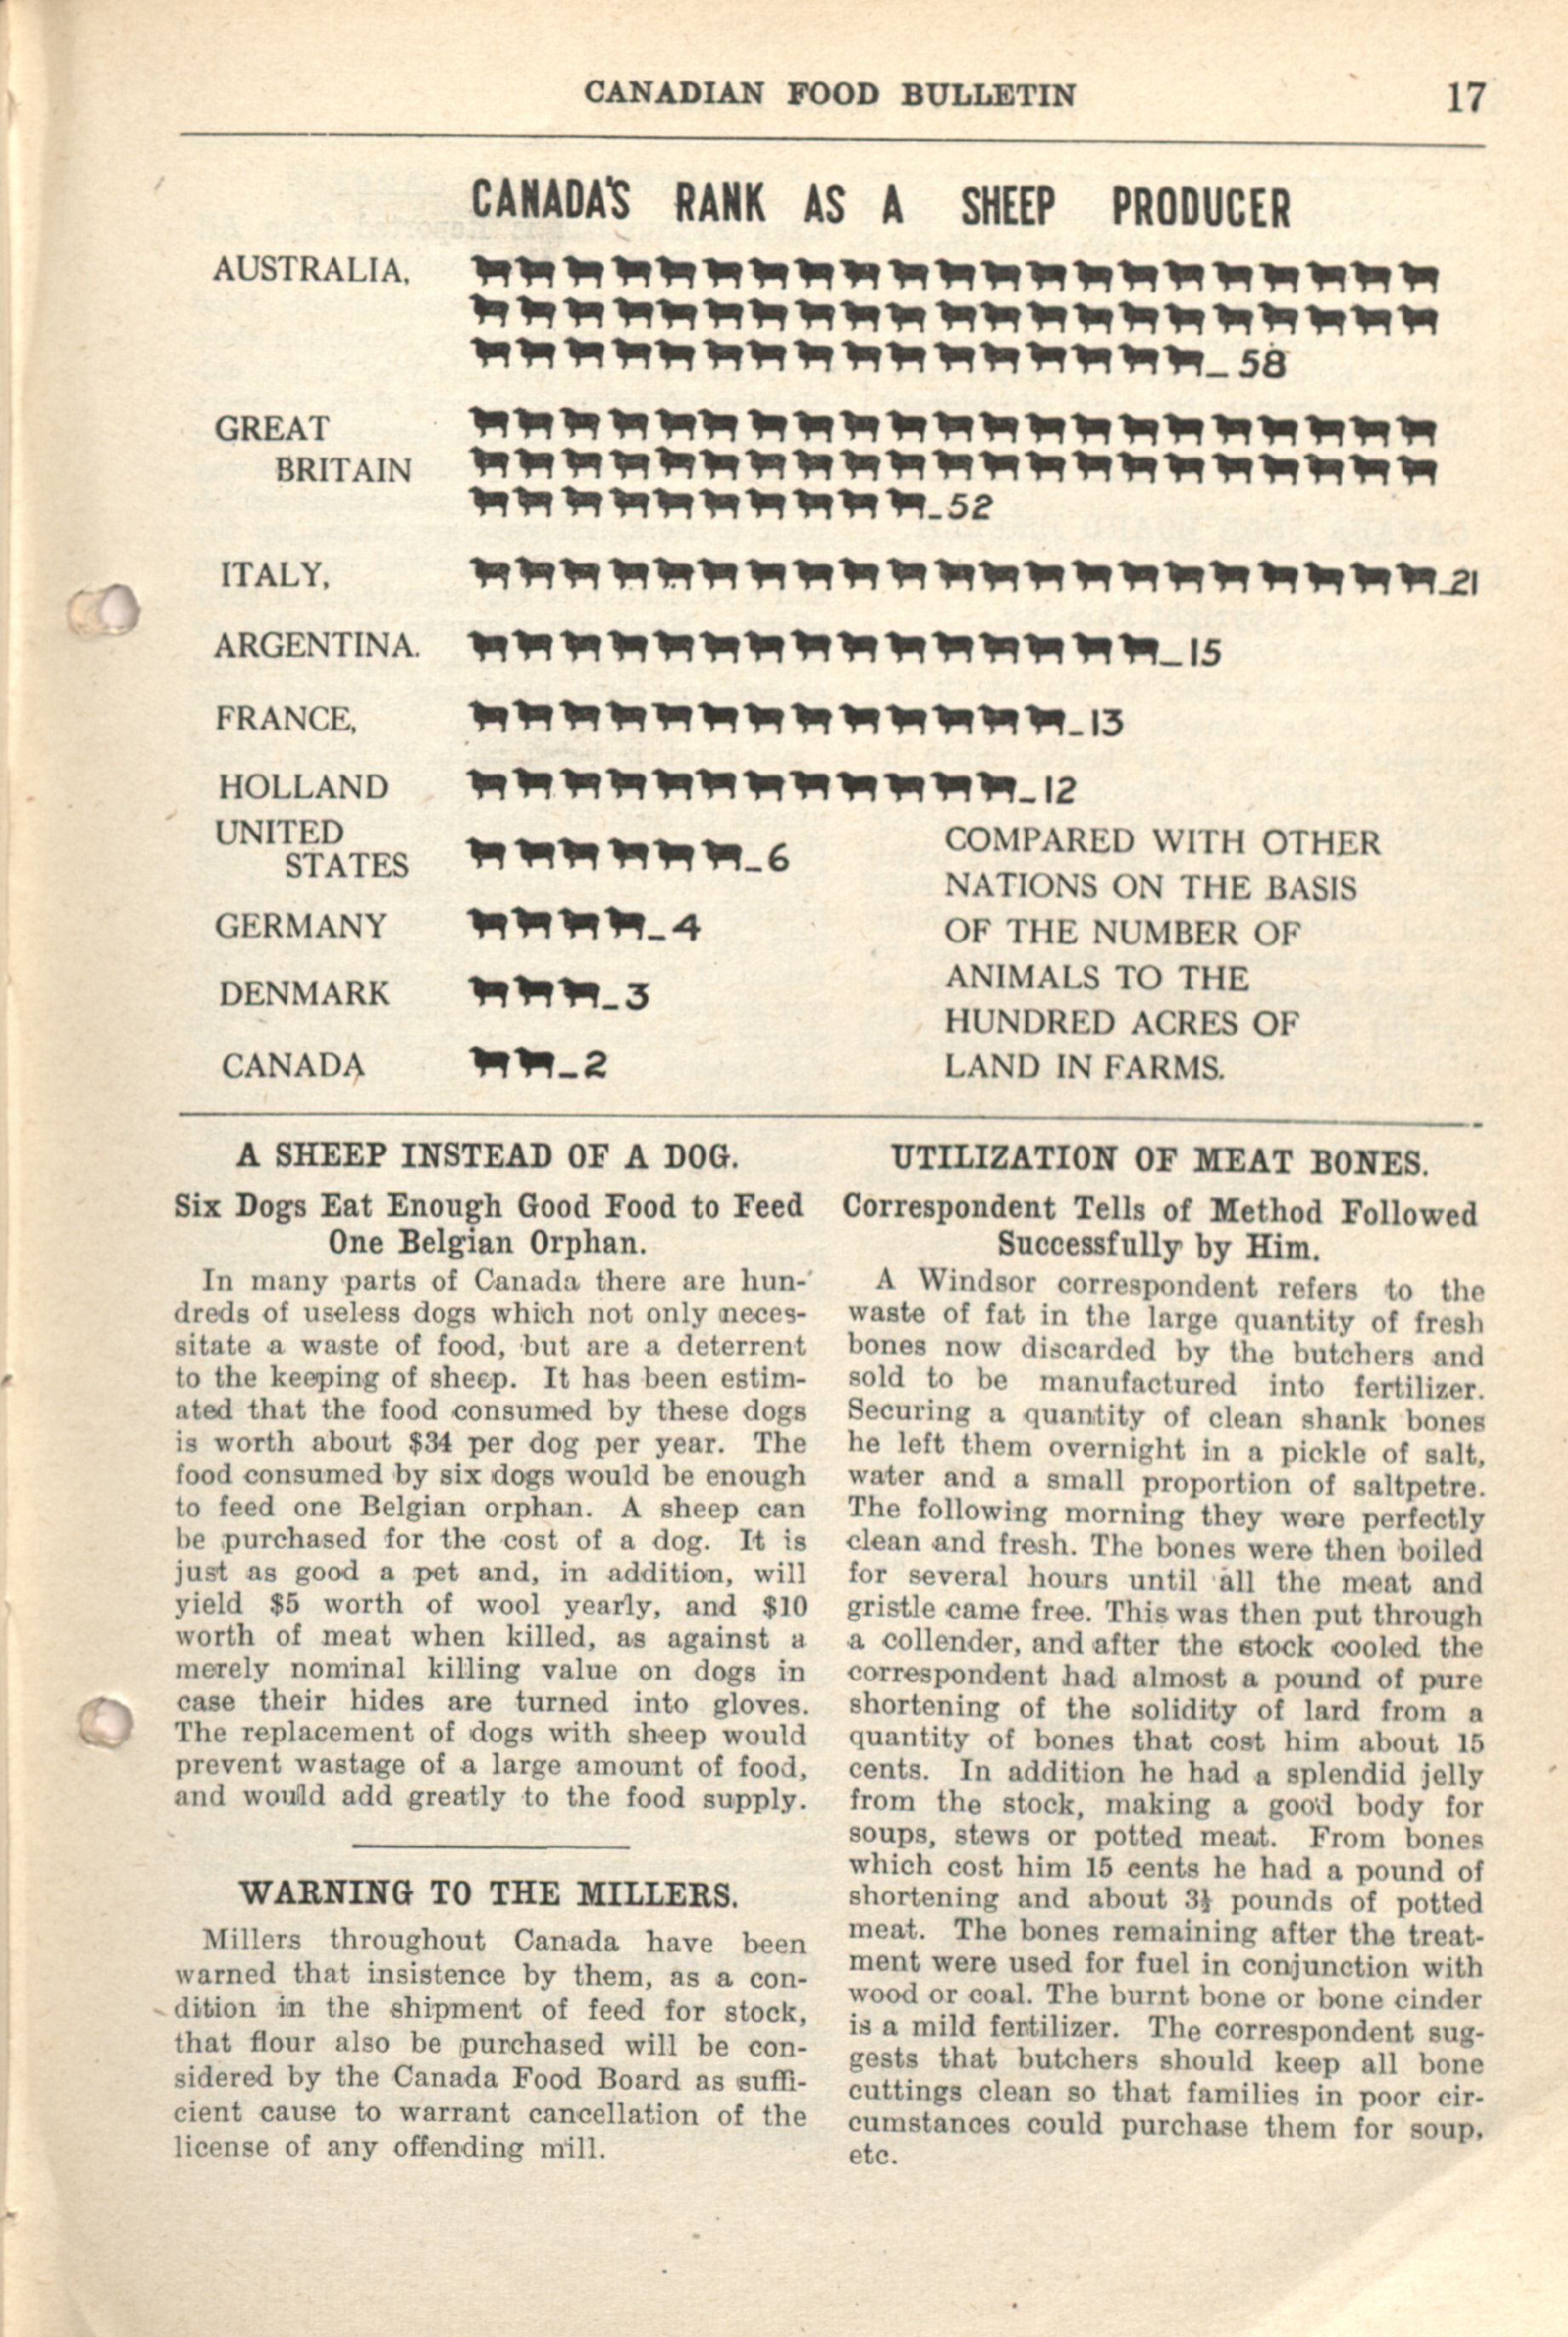 CANADIAN FOOD BULLETIN 17
CANADA'S RANK AS A SHEEP PRODUCER
AUSTRALIA,
58
GREAT
BRITAIN
52
ITALY,
21
ARGENTINA.
15
FRANCE,
13
HOLLAND
12
UNITED
STATES
6
GERMANY
4
DENMARK
3
CANADA
2
COMPARED WITH OTHER
NATIONS ON THE BASIS
OF THE NUMBER OF
ANIMALS TO THE
HUNDRED ACRES OF
LAND IN FARMS.
A SHEEP INSTEAD OF A DOG.
Six Dogs Eat Enough Good Food to Feed
One Belgian Orphan.
In many parts of Canada there are hun-
dreds of useless dogs which not only neces-
sitate a waste of food, but are a deterrent
to the keeping of sheep. It has been estim-
ated that the food consumed by these dogs
is worth about $34 per dog per year. The
food consumed by six dogs would be enough
to feed one Belgian orphan. A sheep can
be purchased for the cost of a dog. It is
just as good a pet and, in addition, will
yield $5 worth of wool yearly, and $10
worth of meat when killed, as against a
merely nominal killing value on dogs in
case their hides are turned into gloves.
The replacement of dogs with sheep would
prevent wastage of a large amount of food,
and would add greatly to the food supply.
WARNING TO THE MILLERS.
Millers throughout Canada have been
warned that insistence by them, as a con-
dition in the shipment of feed for stock,
that flour also be purchased will be con-
sidered by the Canada Food Board as suffi-
cient cause to warrant cancellation of the
license of any offending mill.
UTILIZATION OF MEAT BONES.
Correspondent Tells of Method Followed
Successfully by Him.
A Windsor correspondent refers to the
waste of fat in the large quantity of fresh
bones now discarded by the butchers and
sold to be manufactured into fertilizer.
Securing a quantity of clean shank bones
he left them overnight in a pickle of salt,
water and a small proportion of saltpetre.
The following morning they were perfectly
clean and fresh. The bones were then boiled
for several hours until all the meat and
gristle came free. This was then put through
a collender, and after the stock cooled the
correspondent had almost a pound of pure
shortening of the solidity of lard from a
quantity of bones that cost him about 15
cents. In addition he had a splendid jelly
from the stock, making a good body for
soups, stews or potted meat. From bones
which cost him 15 cents he had a pound of
shortening and about 3½ pounds of potted
meat. The bones remaining after the treat-
ment were used for fuel in conjunction with
wood or coal. The burnt bone or bone cinder
is a mild fertilizer. The correspondent sug-
gests that butchers should keep all bone
cuttings clean so that families in poor cir-
cumstances could purchase them for soup,
etc.